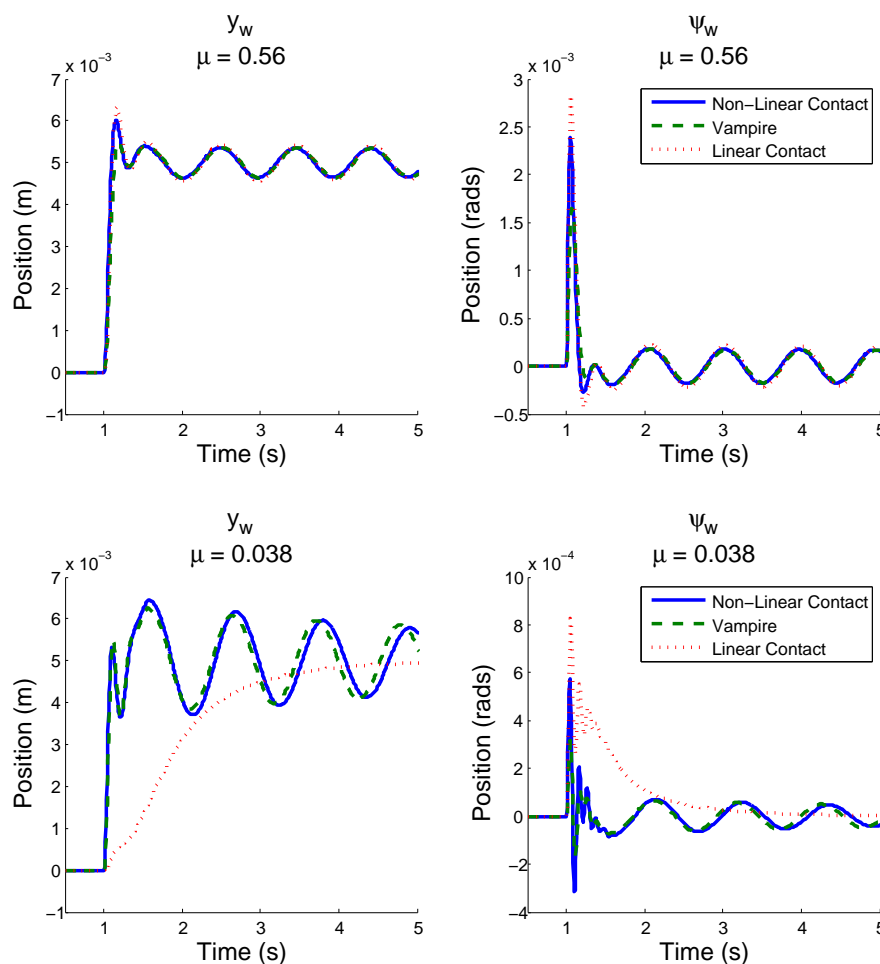 y_w
μ = 0.56
x 10⁻³
7
6
5
4
3
2
1
0
−1
1
2
3
4
5
Position (m)
Time (s)
ψ_w
μ = 0.56
x 10⁻³
3
2.5
2
1.5
1
0.5
0
−0.5
1
2
3
4
5
Position (rads)
Time (s)
Non−Linear Contact
Vampire
Linear Contact
y_w
μ = 0.038
x 10⁻³
7
6
5
4
3
2
1
0
−1
1
2
3
4
5
Position (m)
Time (s)
ψ_w
μ = 0.038
x 10⁻⁴
10
8
6
4
2
0
−2
−4
1
2
3
4
5
Position (rads)
Time (s)
Non−Linear Contact
Vampire
Linear Contact